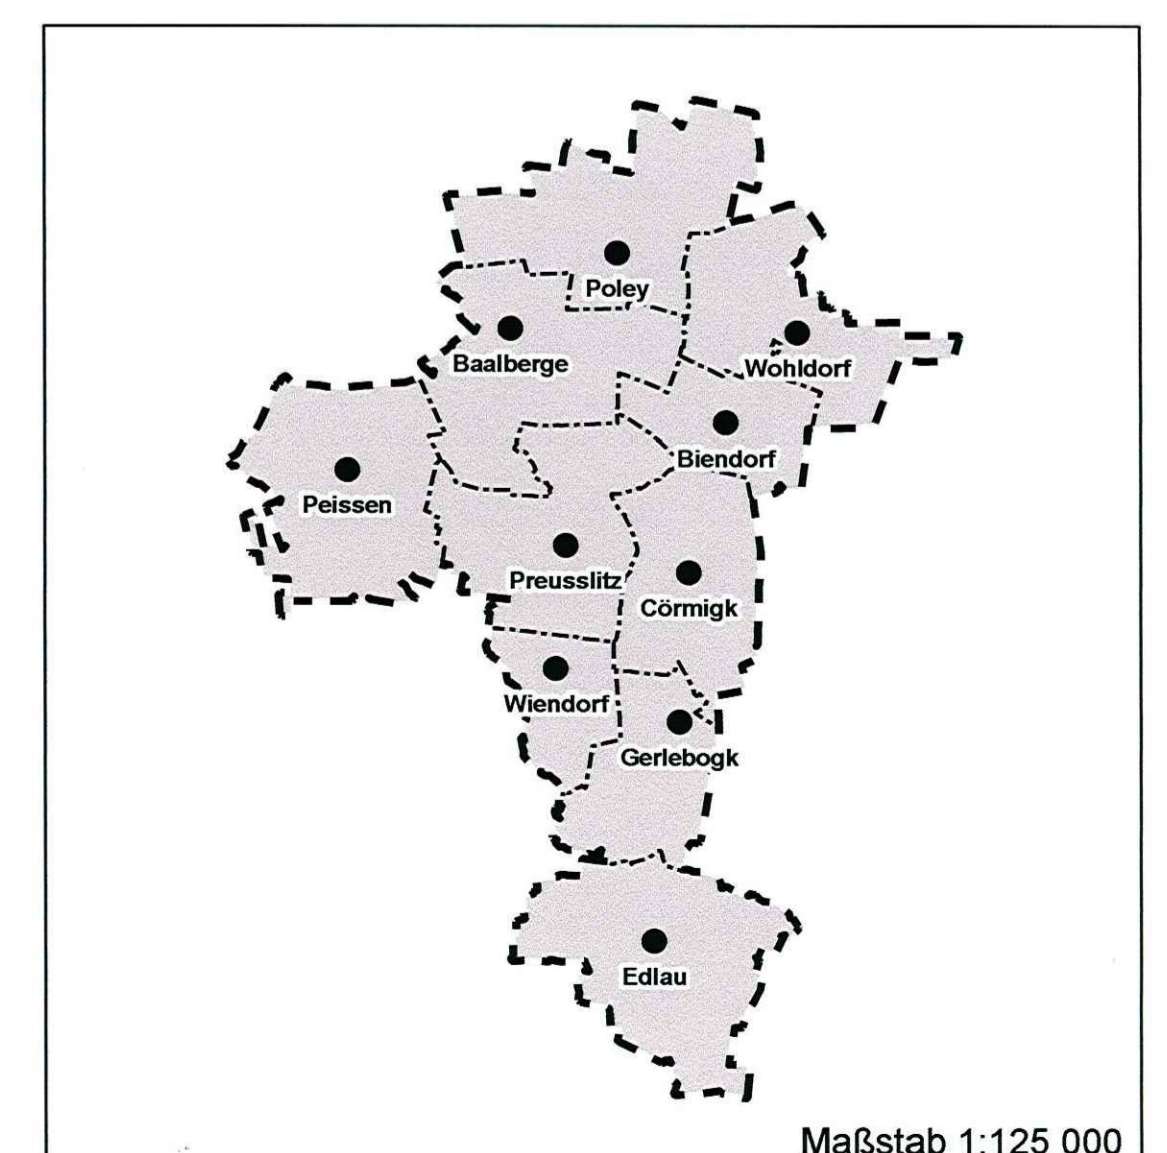 Poley
Baalberge
Wohldorf
Biendorf
Peissen
Preusslitz
Cörmigk
Wiendorf
Gerlebogk
Edlau
Maßstab 1:125 000